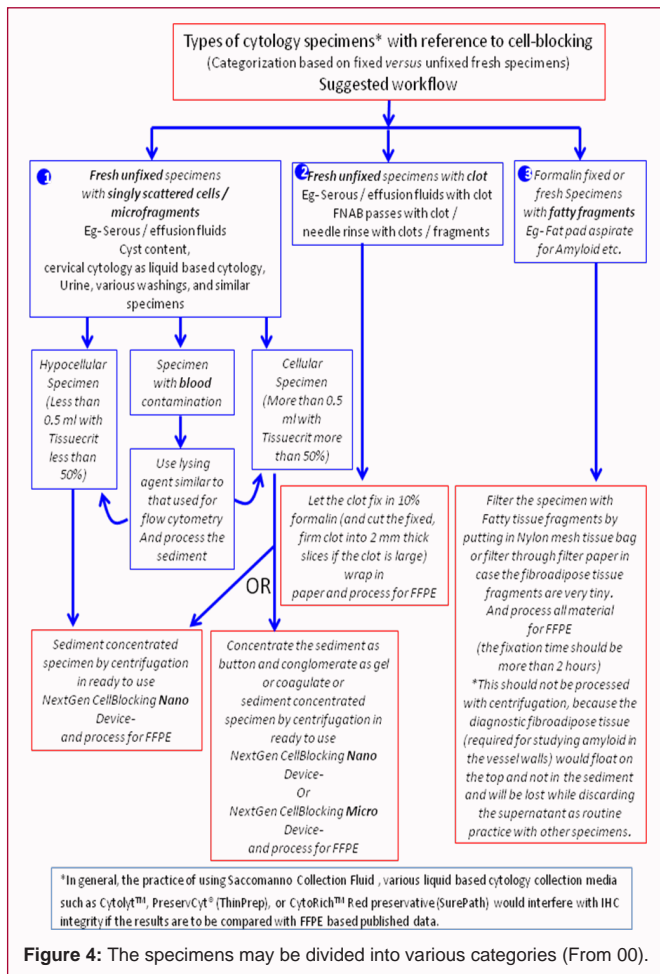 Types of cytology specimens* with reference to cell-blocking
(Categorization based on fixed versus unfixed fresh specimens)
Suggested workflow
1
Fresh unfixed specimens
with singly scattered cells /
microfragments
Eg- Serous / effusion fluids
Cyst content,
cervical cytology as liquid based cytology,
Urine, various washings, and similar
specimens
2
Fresh unfixed specimens with clot
Eg- Serous / effusion fluids with clot
FNAB passes with clot /
needle rinse with clots / fragments
3
Formalin fixed or
fresh Specimens
with fatty fragments
Eg- Fat pad aspirate
for Amyloid etc.
Hypocellular
Specimen
(Less than
0.5 ml with
Tissuecrit
less than
50%)
Specimen
with blood
contamination
Cellular
Specimen
(More than 0.5
ml with
Tissuecrit more
than 50%)
Use lysing
agent similar to
that used for
flow cytometry
And process the
sediment
OR
Let the clot fix in 10%
formalin (and cut the fixed,
firm clot into 2 mm thick
slices if the clot is large)
wrap in
paper and process for FFPE
Filter the specimen with
Fatty tissue fragments by
putting in Nylon mesh tissue bag
or filter through filter paper in
case the fibroadipose tissue
fragments are very tiny.
And process all material
for FFPE
(the fixation time should be
more than 2 hours)
*This should not be processed
with centrifugation, because the
diagnostic fibroadipose tissue
(required for studying amyloid in
the vessel walls) would float on
the top and not in the sediment
and will be lost while discarding
the supernatant as routine
practice with other specimens.
Sediment concentrated
specimen by centrifugation
in ready to use
NextGen CellBlocking Nano
Device-
and process for FFPE
Concentrate the sediment as
button and conglomerate as gel
or coagulate or
sediment concentrated
specimen by centrifugation in
ready to use
NextGen CellBlocking Nano
Device-
Or
NextGen CellBlocking Micro
Device-
and process for FFPE
*In general, the practice of using Saccomanno Collection Fluid , various liquid based cytology collection media
such as Cytolyt™, PreservCyt® (ThinPrep), or CytoRich™ Red preservative (SurePath) would interfere with IHC
integrity if the results are to be compared with FFPE based published data.
Figure 4: The specimens may be divided into various categories (From 00).